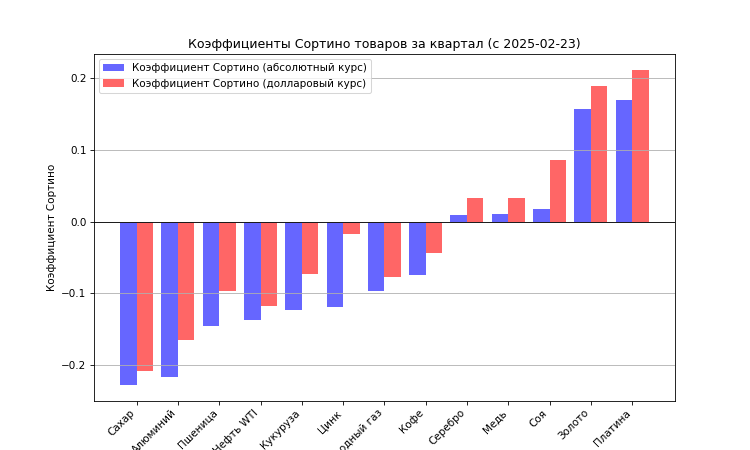 Коэффициенты Сортино товаров за квартал (с 2025-02-23)
Коэффициент Сортино (абсолютный курс)
Коэффициент Сортино (долларовый курс)
Коэффициент Сортино
0.2
0.1
0.0
−0.1
−0.2
Сахар
Алюминий
Пшеница
Нефть WTI
Кукуруза
Цинк
одный газ
Кофе
Серебро
Медь
Соя
Золото
Платина